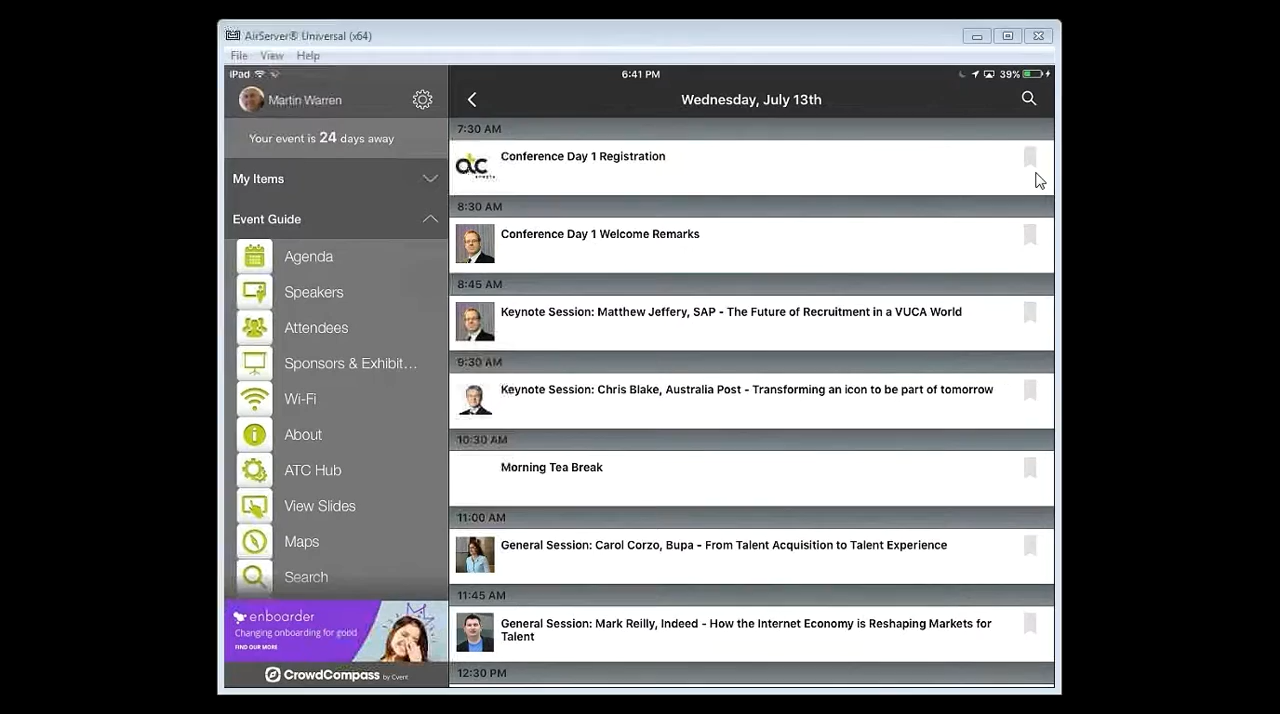 AirServer® Universal (x64)
File View Help
iPad 6:41 PM 39%
Martin Warren
Your event is 24 days away
My Items
Event Guide
Agenda
Speakers
Attendees
Sponsors & Exhibit...
Wi-Fi
About
ATC Hub
View Slides
Maps
Search
enboarder
Changing onboarding for good
FIND OUR MORE
CrowdCompass by Cvent
Wednesday, July 13th
7:30 AM
atc
Conference Day 1 Registration
8:30 AM
Conference Day 1 Welcome Remarks
8:45 AM
Keynote Session: Matthew Jeffery, SAP - The Future of Recruitment in a VUCA World
9:30 AM
Keynote Session: Chris Blake, Australia Post - Transforming an icon to be part of tomorrow
10:30 AM
Morning Tea Break
11:00 AM
General Session: Carol Corzo, Bupa - From Talent Acquisition to Talent Experience
11:45 AM
General Session: Mark Reilly, Indeed - How the Internet Economy is Reshaping Markets for
Talent
12:30 PM